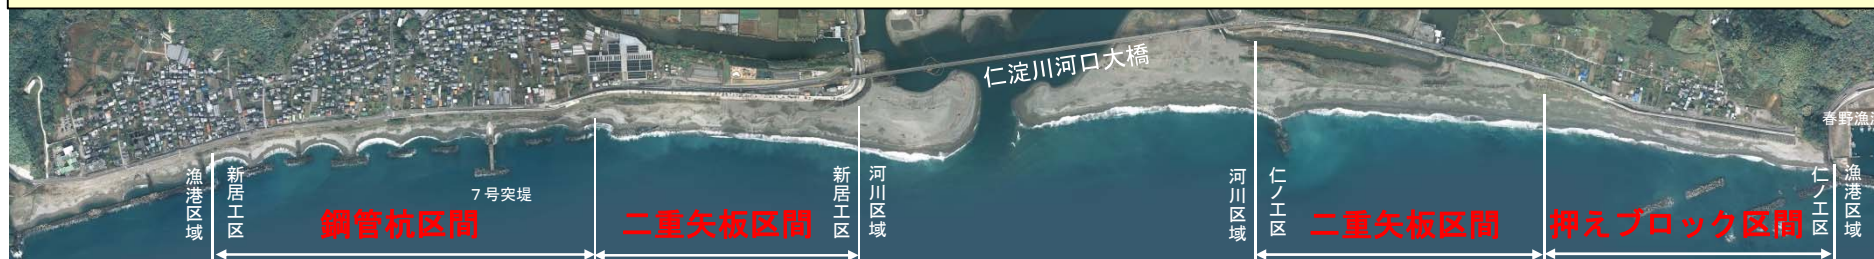 仁淀川河口大橋
春野漁
7号突堤
漁港区域
新居工区
鋼管杭区間
二重矢板区間
新居工区
河川区域
河川区域
仁ノ工区
二重矢板区間
押えブロック区間
仁ノ工区
漁港区域